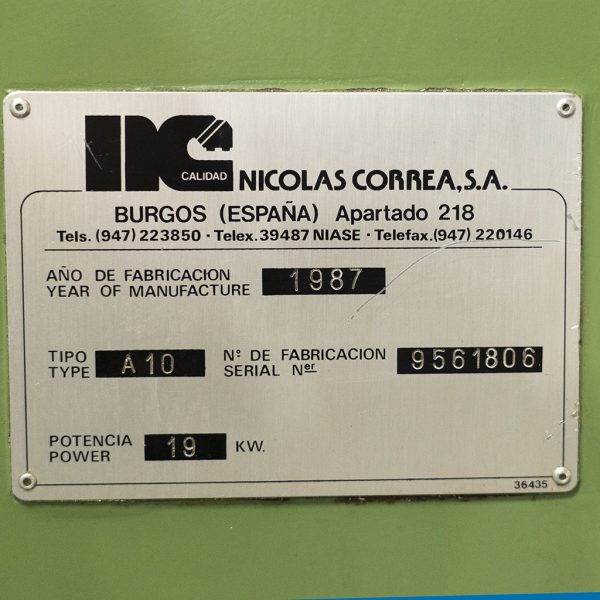 nc
CALIDAD
NICOLAS CORREA, S.A.
BURGOS (ESPAÑA) Apartado 218
Tels. (947) 223850 · Telex. 39487 NIASE · Telefax. (947) 220146
AÑO DE FABRICACION
YEAR OF MANUFACTURE
1987
TIPO
TYPE
A10
Nº DE FABRICACION
SERIAL Ner
9561806
POTENCIA
POWER
19
KW.
36435